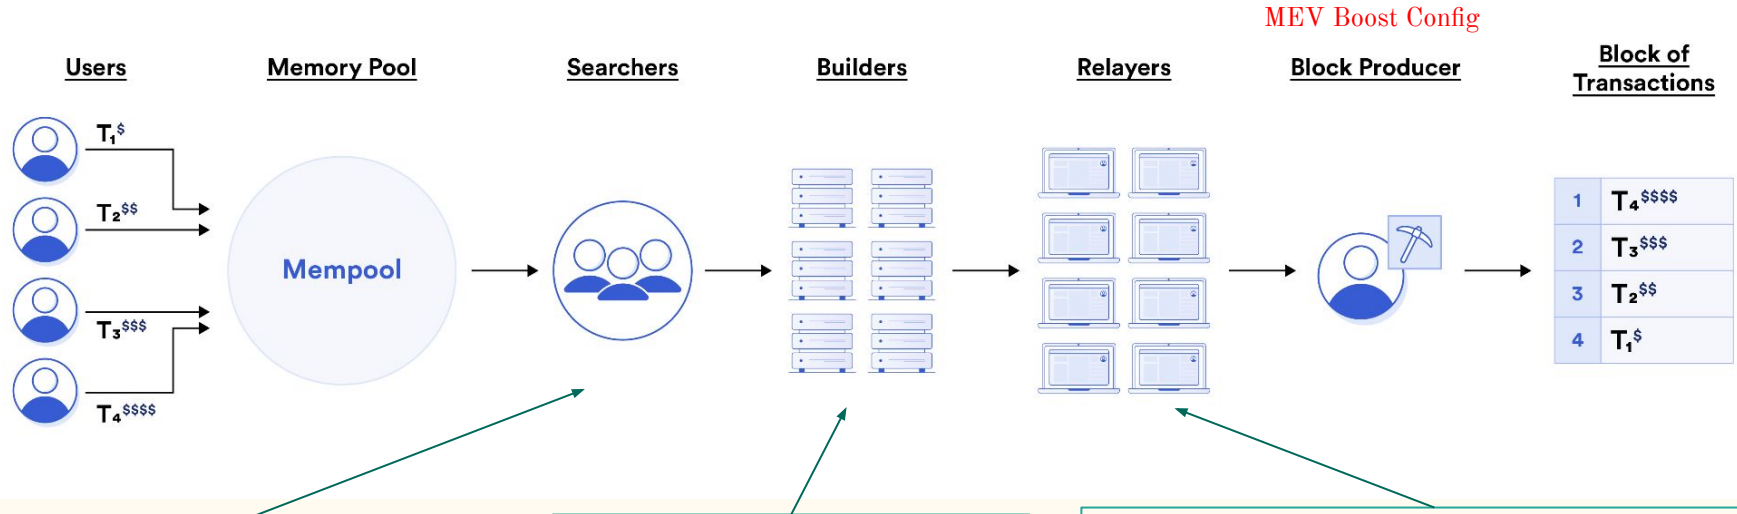 MEV Boost Config
Users
Memory Pool
Searchers
Builders
Relayers
Block Producer
Block of
Transactions
T₁$
T₂$$
T₃$$$
T₄$$$$
Mempool
1 T₄$$$$
2 T₃$$$
3 T₂$$
4 T₁$